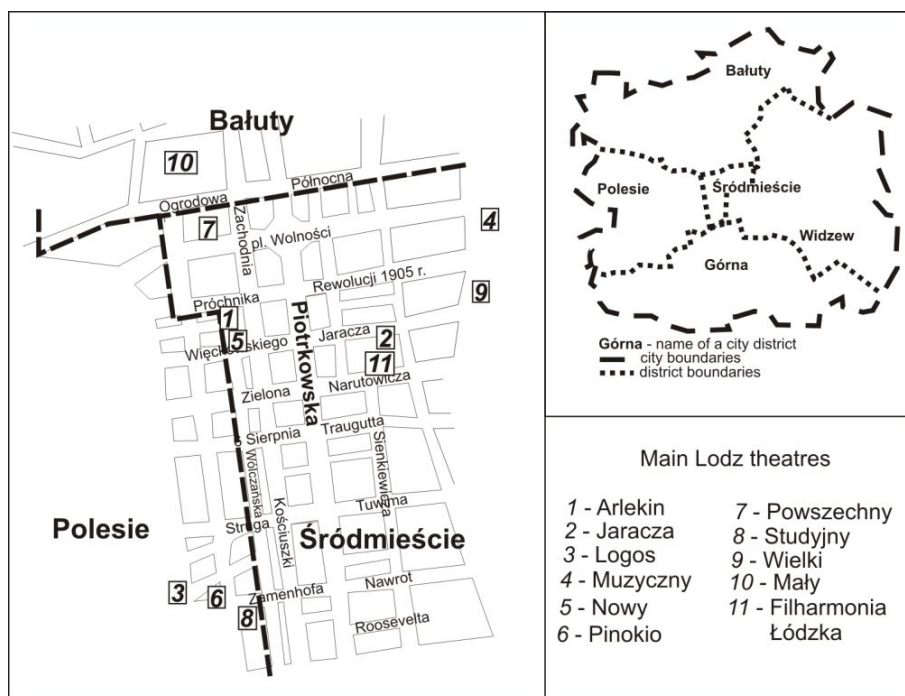 Bałuty
10
Północna
Ogrodowa
7
Zachodnia
pl. Wolności
4
Rewolucji 1905 r.
9
Próchnika
1
Piotrkowska
5
Jaracza
2
Więckowskiego
11
Zielona
Narutowicza
Sierpnia
Traugutta
Sienkiewicza
Wólczańska
Kościuszki
Tuwima
Struga
Polesie
Śródmieście
3
6
8
Zamenhofa
Nawrot
Roosevelta
Bałuty
Polesie
Śródmieście
Widzew
Górna
Górna - name of a city district
city boundaries
district boundaries
Main Lodz theatres
1 - Arlekin
2 - Jaracza
3 - Logos
4 - Muzyczny
5 - Nowy
6 - Pinokio
7 - Powszechny
8 - Studyjny
9 - Wielki
10 - Mały
11 - Filharmonia
Łódzka